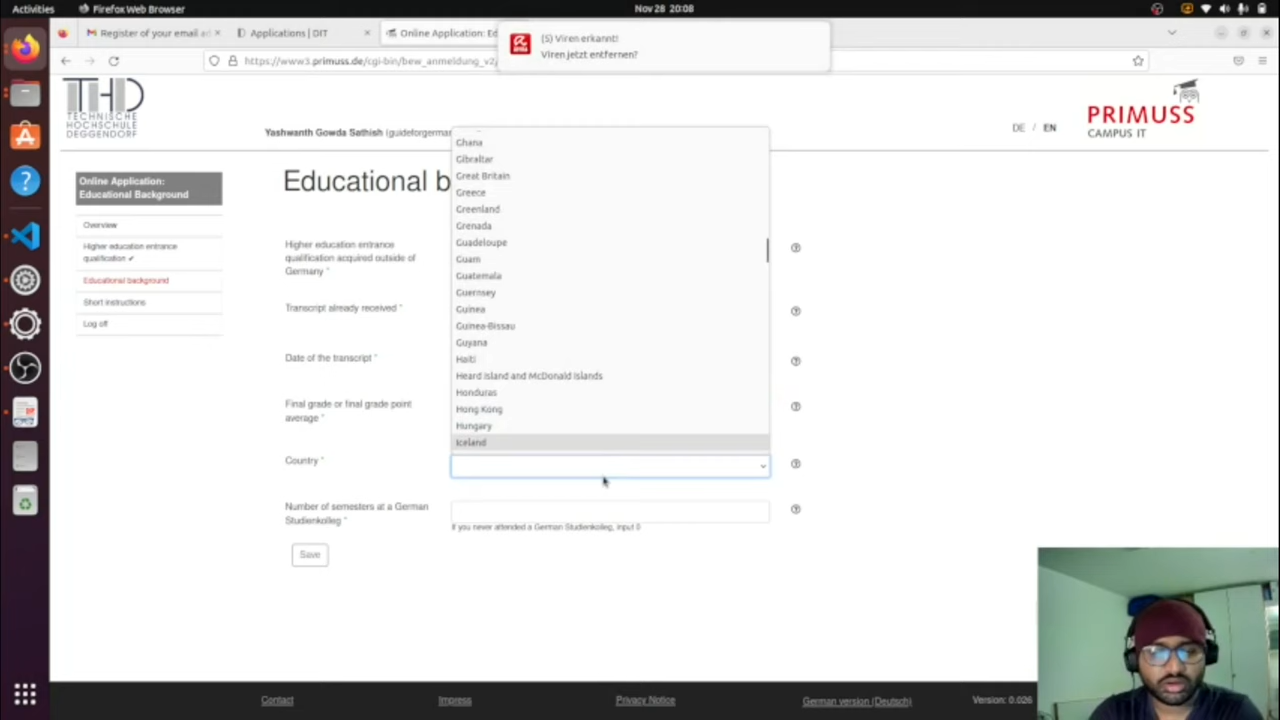 Activities
Firefox Web Browser
Nov 28 20:08
Register of your email ad
Applications | DIT
Online Application: Ed
(5) Viren erkannt!
Viren jetzt entfernen?
https://www3.primuss.de/cgi-bin/bew_anmeldung_v2/
THD
TECHNISCHE
HOCHSCHULE
DEGGENDORF
Yashwanth Gowda Sathish (guideforgerman
DE / EN
PRIMUSS
CAMPUS IT
Online Application:
Educational Background
Overview
Higher education entrance
qualification ✔
Educational background
Short instructions
Log off
Educational b
Higher education entrance
qualification acquired outside of
Germany *
Transcript already received *
Date of the transcript *
Final grade or final grade point
average *
Country *
Number of semesters at a German
Studienkolleg *
Ghana
Gibraltar
Great Britain
Greece
Greenland
Grenada
Guadeloupe
Guam
Guatemala
Guernsey
Guinea
Guinea-Bissau
Guyana
Haiti
Heard Island and McDonald Islands
Honduras
Hong Kong
Hungary
Iceland
If you never attended a German Studienkolleg, input 0
Save
Contact
Impress
Privacy Notice
German version (Deutsch)
Version: 0.026